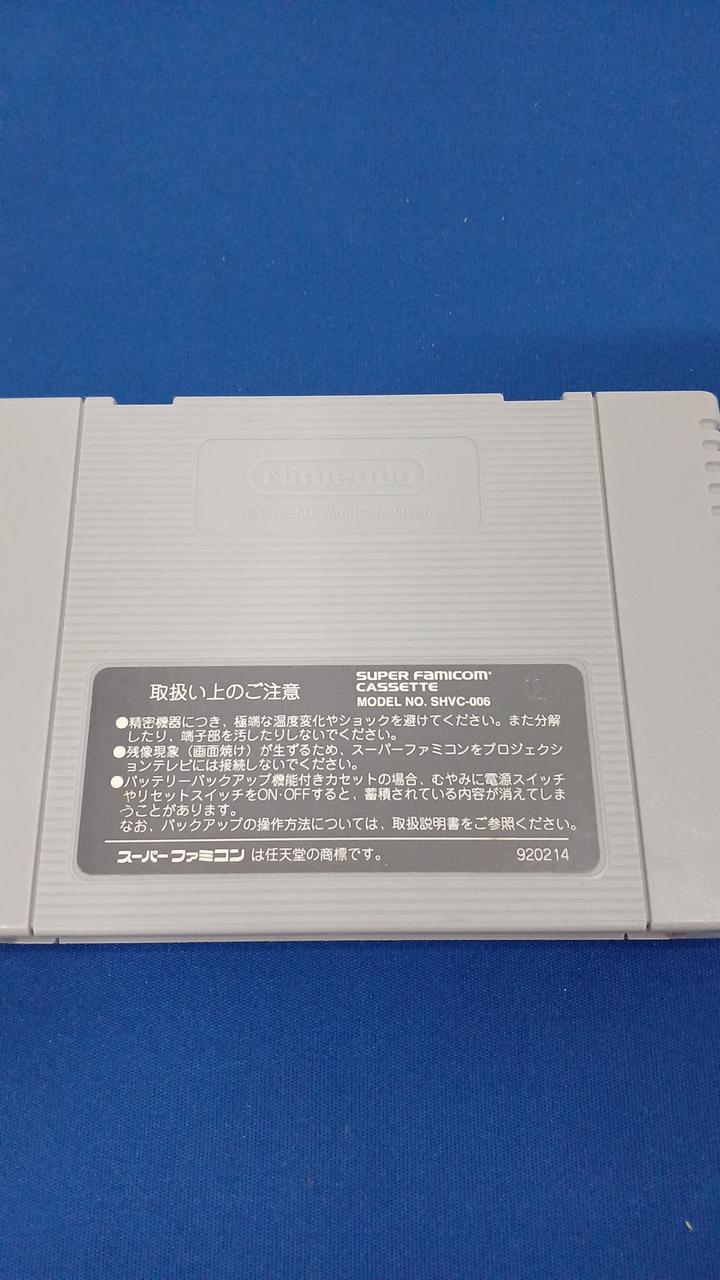 Nintendo
PAT. PEND. MADE IN JAPAN
取扱い上のご注意
SUPER FAMICOM
CASSETTE
MODEL NO. SHVC-006
●精密機器につき、極端な温度変化やショックを避けてください。また分解
したり、端子部を汚したりしないでください。
●残像現象（画面焼け）が生ずるため、スーパーファミコンをプロジェクシ
ョンテレビには接続しないでください。
●バッテリーバックアップ機能付きカセットの場合、むやみに電源スイッチ
やリセットスイッチをON·OFFすると、蓄積されている内容が消えてしま
うことがあります。
なお、バックアップの操作方法については、取扱説明書をご参照ください。
スーパーファミコン は任天堂の商標です。
920214